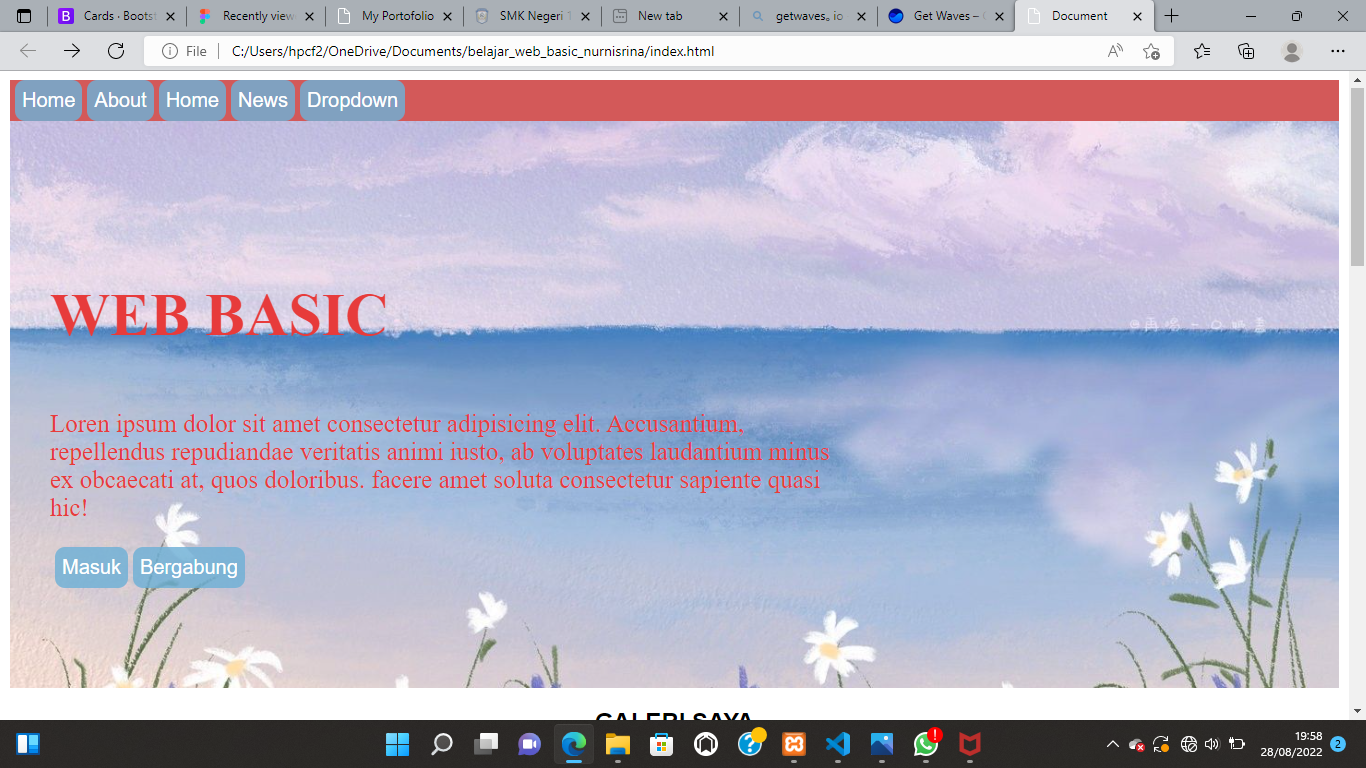 Cards · Bootst
Recently view
My Portofolio
SMK Negeri 1
New tab
getwaves。io
Get Waves –
Document
File
C:/Users/hpcf2/OneDrive/Documents/belajar_web_basic_nurnisrina/index.html
Home
About
Home
News
Dropdown
WEB BASIC
Loren ipsum dolor sit amet consectetur adipisicing elit. Accusantium,
repellendus repudiandae veritatis animi iusto, ab voluptates laudantium minus
ex obcaecati at, quos doloribus. facere amet soluta consectetur sapiente quasi
hic!
Masuk
Bergabung
GALERI SAYA
19:58
28/08/2022
2